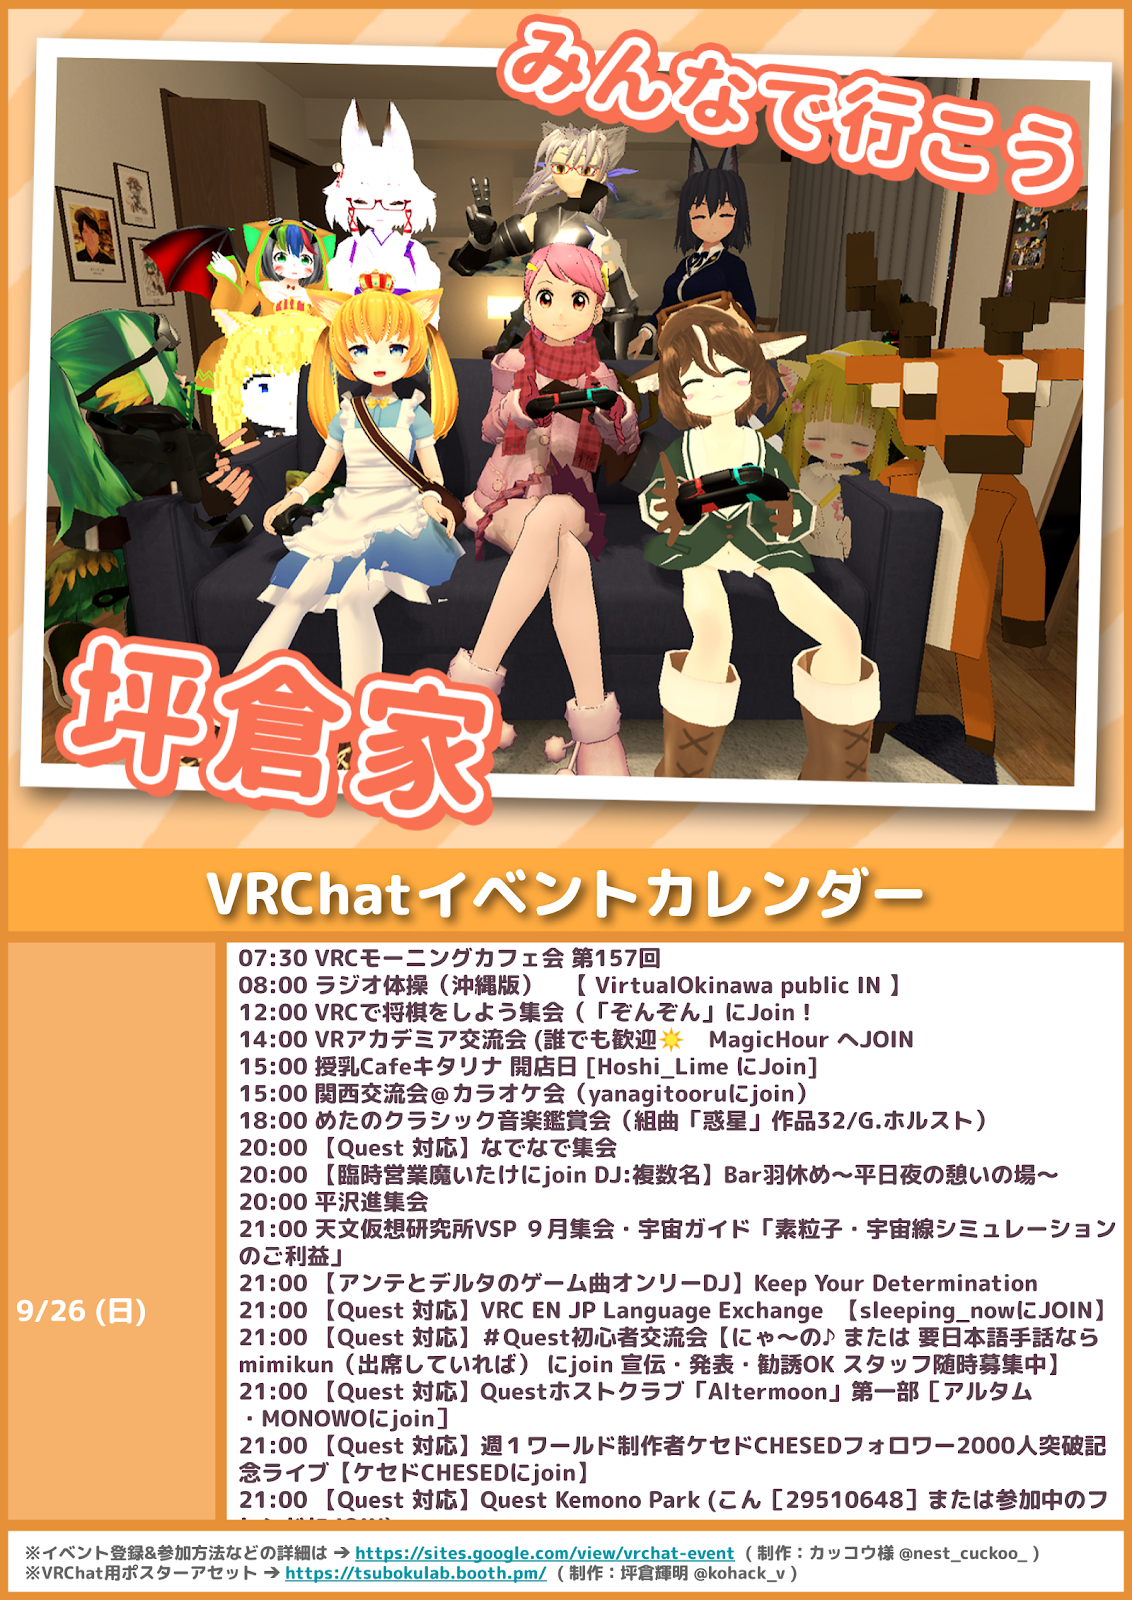 みんなで行こう
坪倉家
VRChatイベントカレンダー
9/26 (日)
07:30 VRCモーニングカフェ会 第157回
08:00 ラジオ体操（沖縄版）　【 VirtualOkinawa public IN 】
12:00 VRCで将棋をしよう集会（「ぞんぞん」にJoin！
14:00 VRアカデミア交流会 (誰でも歓迎☀️　MagicHour へJOIN
15:00 授乳Cafeキタリナ 開店日 [Hoshi_Lime にJoin]
15:00 関西交流会＠カラオケ会（yanagitooruにjoin）
18:00 めたのクラシック音楽鑑賞会（組曲「惑星」作品32/G.ホルスト）
20:00 【Quest 対応】なでなで集会
20:00 【臨時営業魔いたけにjoin DJ:複数名】Bar羽休め～平日夜の憩いの場～
20:00 平沢進集会
21:00 天文仮想研究所VSP ９月集会・宇宙ガイド「素粒子・宇宙線シミュレーション
のご利益」
21:00 【アンテとデルタのゲーム曲オンリーDJ】Keep Your Determination
21:00 【Quest 対応】VRC EN JP Language Exchange 【sleeping_nowにJOIN】
21:00 【Quest 対応】＃Quest初心者交流会【にゃ～の♪ または 要日本語手話なら
mimikun（出席していれば） にjoin 宣伝・発表・勧誘OK スタッフ随時募集中】
21:00 【Quest 対応】Questホストクラブ「Altermoon」第一部［アルタム
・MONOWOにjoin］
21:00 【Quest 対応】週１ワールド制作者ケセドCHESEDフォロワー2000人突破記
念ライブ【ケセドCHESEDにjoin】
21:00 【Quest 対応】Quest Kemono Park (こん［29510648］または参加中のフ
※イベント登録&参加方法などの詳細は ➔ https://sites.google.com/view/vrchat-event （ 制作：カッコウ様 @nest_cuckoo_ ）
※VRChat用ポスターアセット ➔ https://tsubokulab.booth.pm/ （ 制作：坪倉輝明 @kohack_v ）